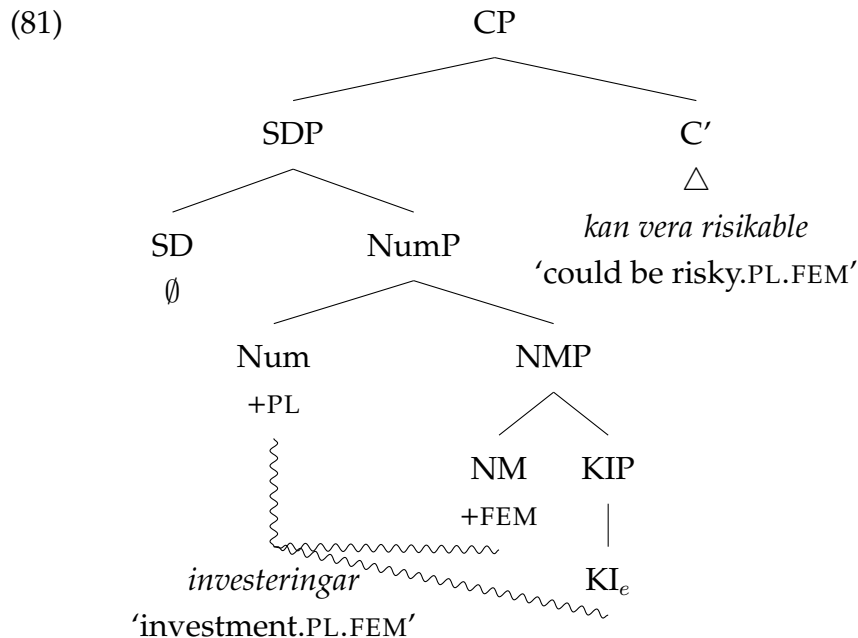 (81)
CP
SDP C’
△
kan vera risikable
‘could be risky.PL.FEM’
SD NumP
∅
Num NMP
+PL
NM KIP
+FEM
investeringar KIe
‘investment.PL.FEM’